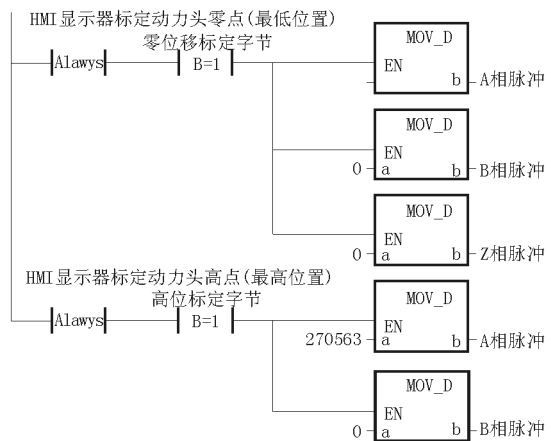 HMI显示器标定动力头零点(最低位置)
零位移标定字节
Alawys
B=1
MOV_D
EN
b
A相脉冲
MOV_D
EN
0
a
b
B相脉冲
MOV_D
EN
0
a
b
Z相脉冲
HMI显示器标定动力头高点(最高位置)
高位标定字节
Alawys
B=1
MOV_D
EN
270563
a
b
A相脉冲
MOV_D
EN
0
a
b
B相脉冲